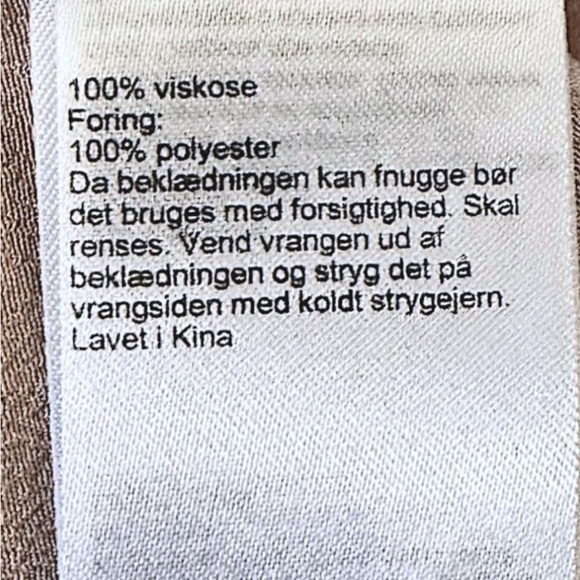 100% viskose
Foring:
100% polyester
Da beklædningen kan fnugge bør
det bruges med forsigtighed. Skal
renses. Vend vrangen ud af
beklædningen og stryg det på
vrangsiden med koldt strygejern.
Lavet i Kina